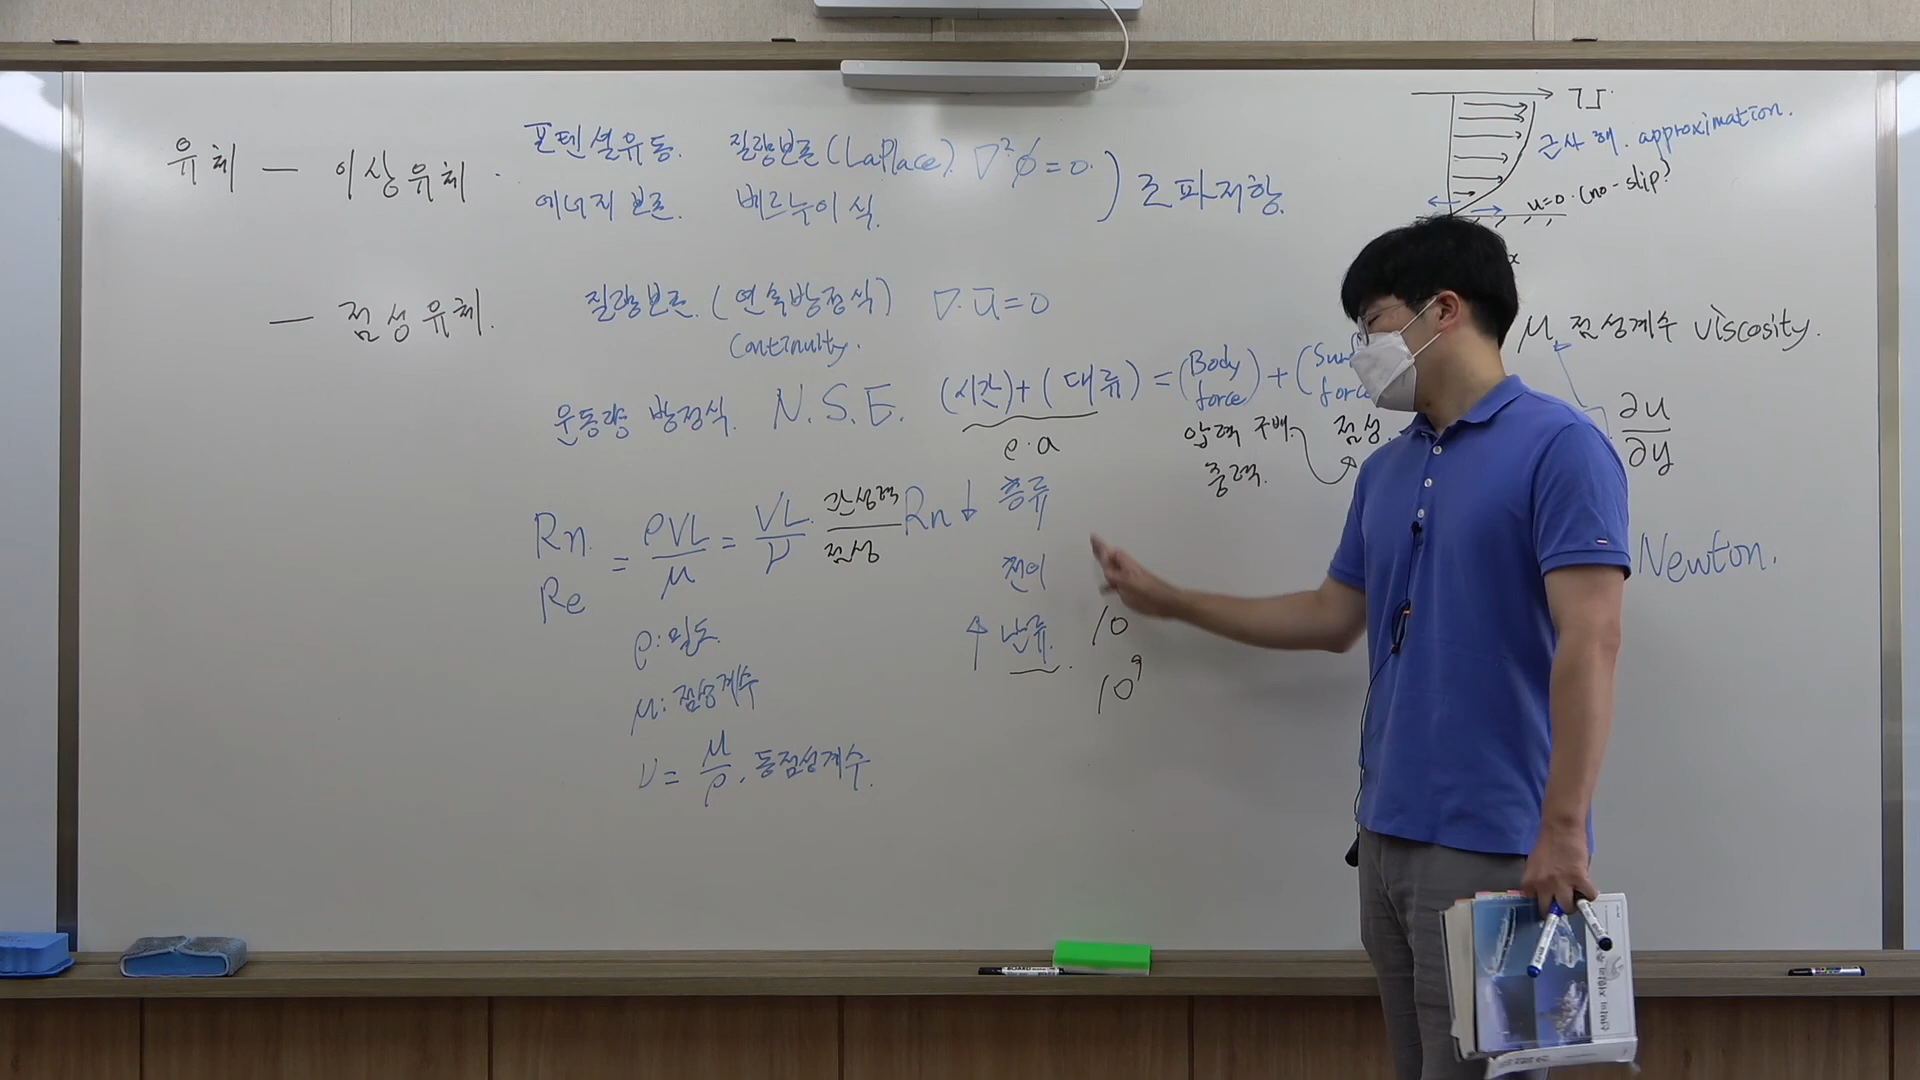 유체 — 이상유체.
포텐셜유동. 질량보존 (LaPlace). ∇²φ=0.
에너지 보존. 베르누이 식.
) 조파저항.
근사해. approximation.
u=0. (no-slip)
x
— 점성유체.
질량보존. (연속방정식) ∇·u̅=0
Continuity.
운동량 방정식. N.S.E. (시간)+(대류)=(Body force)+(
ρ·a
압력 구배. 점성.
중력.
μ 점성계수 viscosity.
∂u/∂y
Newton.
Rn. Re = ρVL/μ = VL/ν. 관성력/점성 Rn↓ 층류
천이
↑ 난류. 10
10⁹
ρ: 밀도.
μ: 점성계수
ν = μ/ρ. 동점성계수.